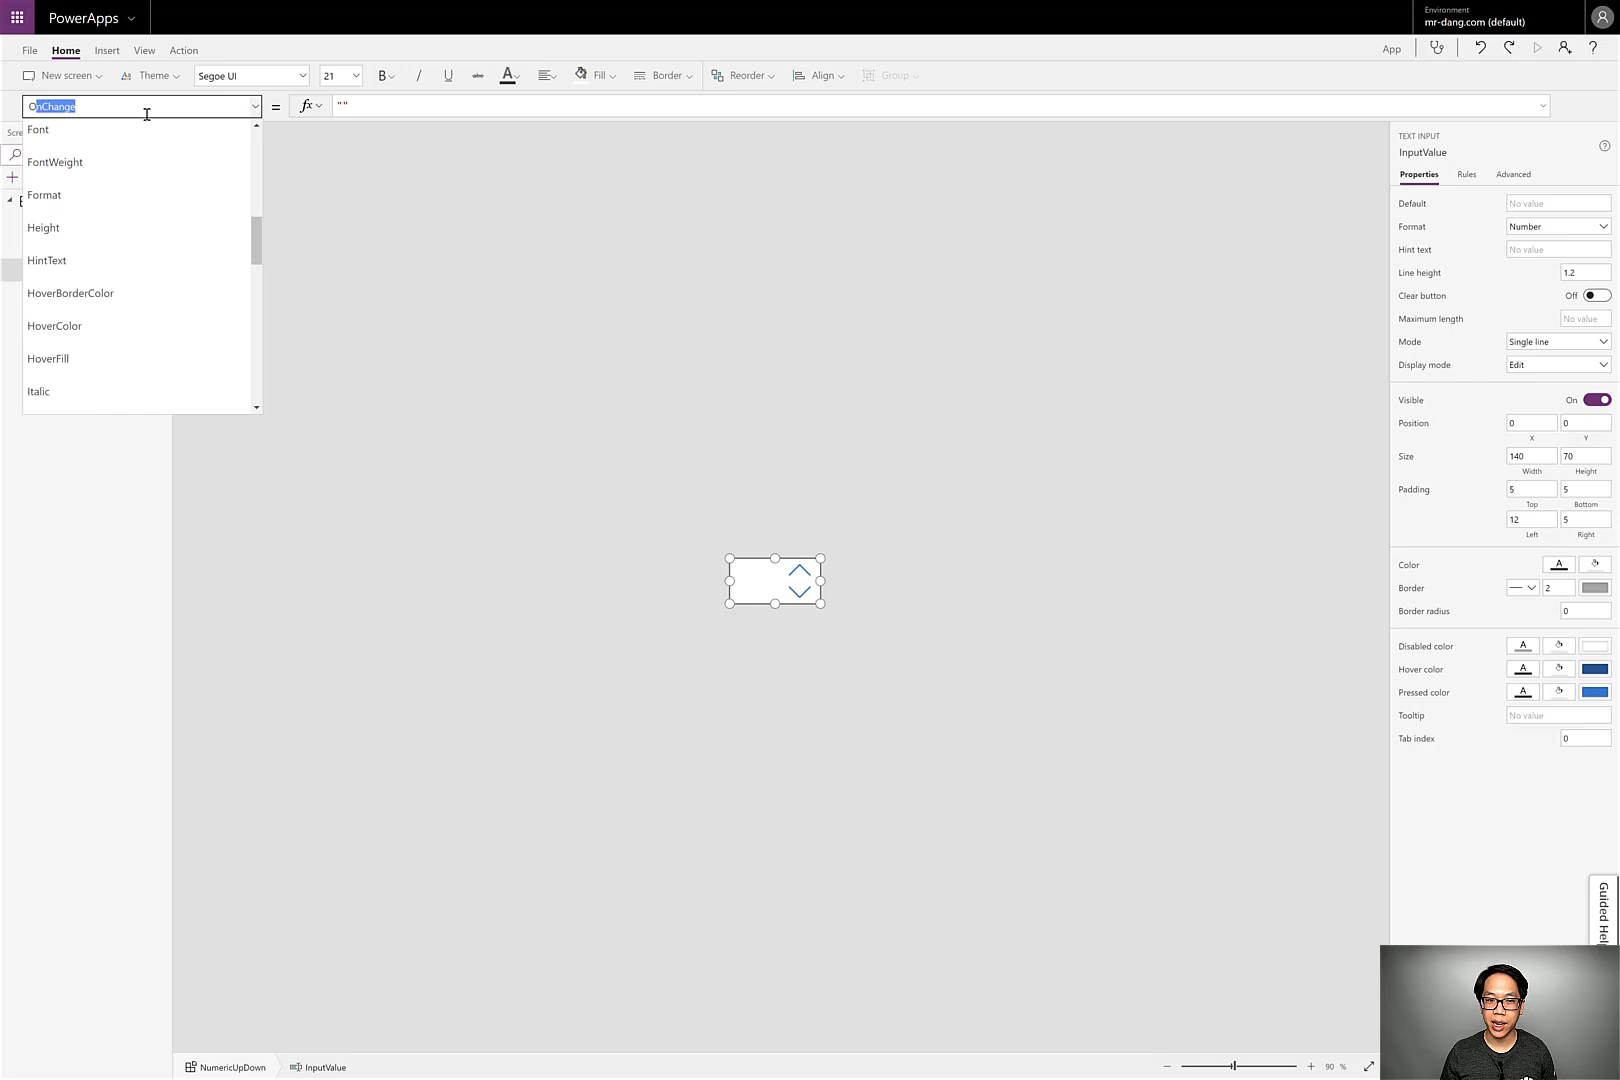 PowerApps
Environment
mr-dang.com (default)
File Home Insert View Action
App
New screen Theme Segoe UI 21 B / U abc A Fill Border Reorder Align Group
OnChange = fx ""
Scre
Font
FontWeight
Format
Height
HintText
HoverBorderColor
HoverColor
HoverFill
Italic
TEXT INPUT
InputValue
Properties Rules Advanced
Default No value
Format Number
Hint text No value
Line height 1.2
Clear button Off
Maximum length No value
Mode Single line
Display mode Edit
Visible On
Position 0 0
X Y
Size 140 70
Width Height
Padding 5 5
Top Bottom
12 5
Left Right
Color A
Border 2
Border radius 0
Disabled color A
Hover color A
Pressed color A
Tooltip No value
Tab index 0
Guided Help
NumericUpDown InputValue
90 %